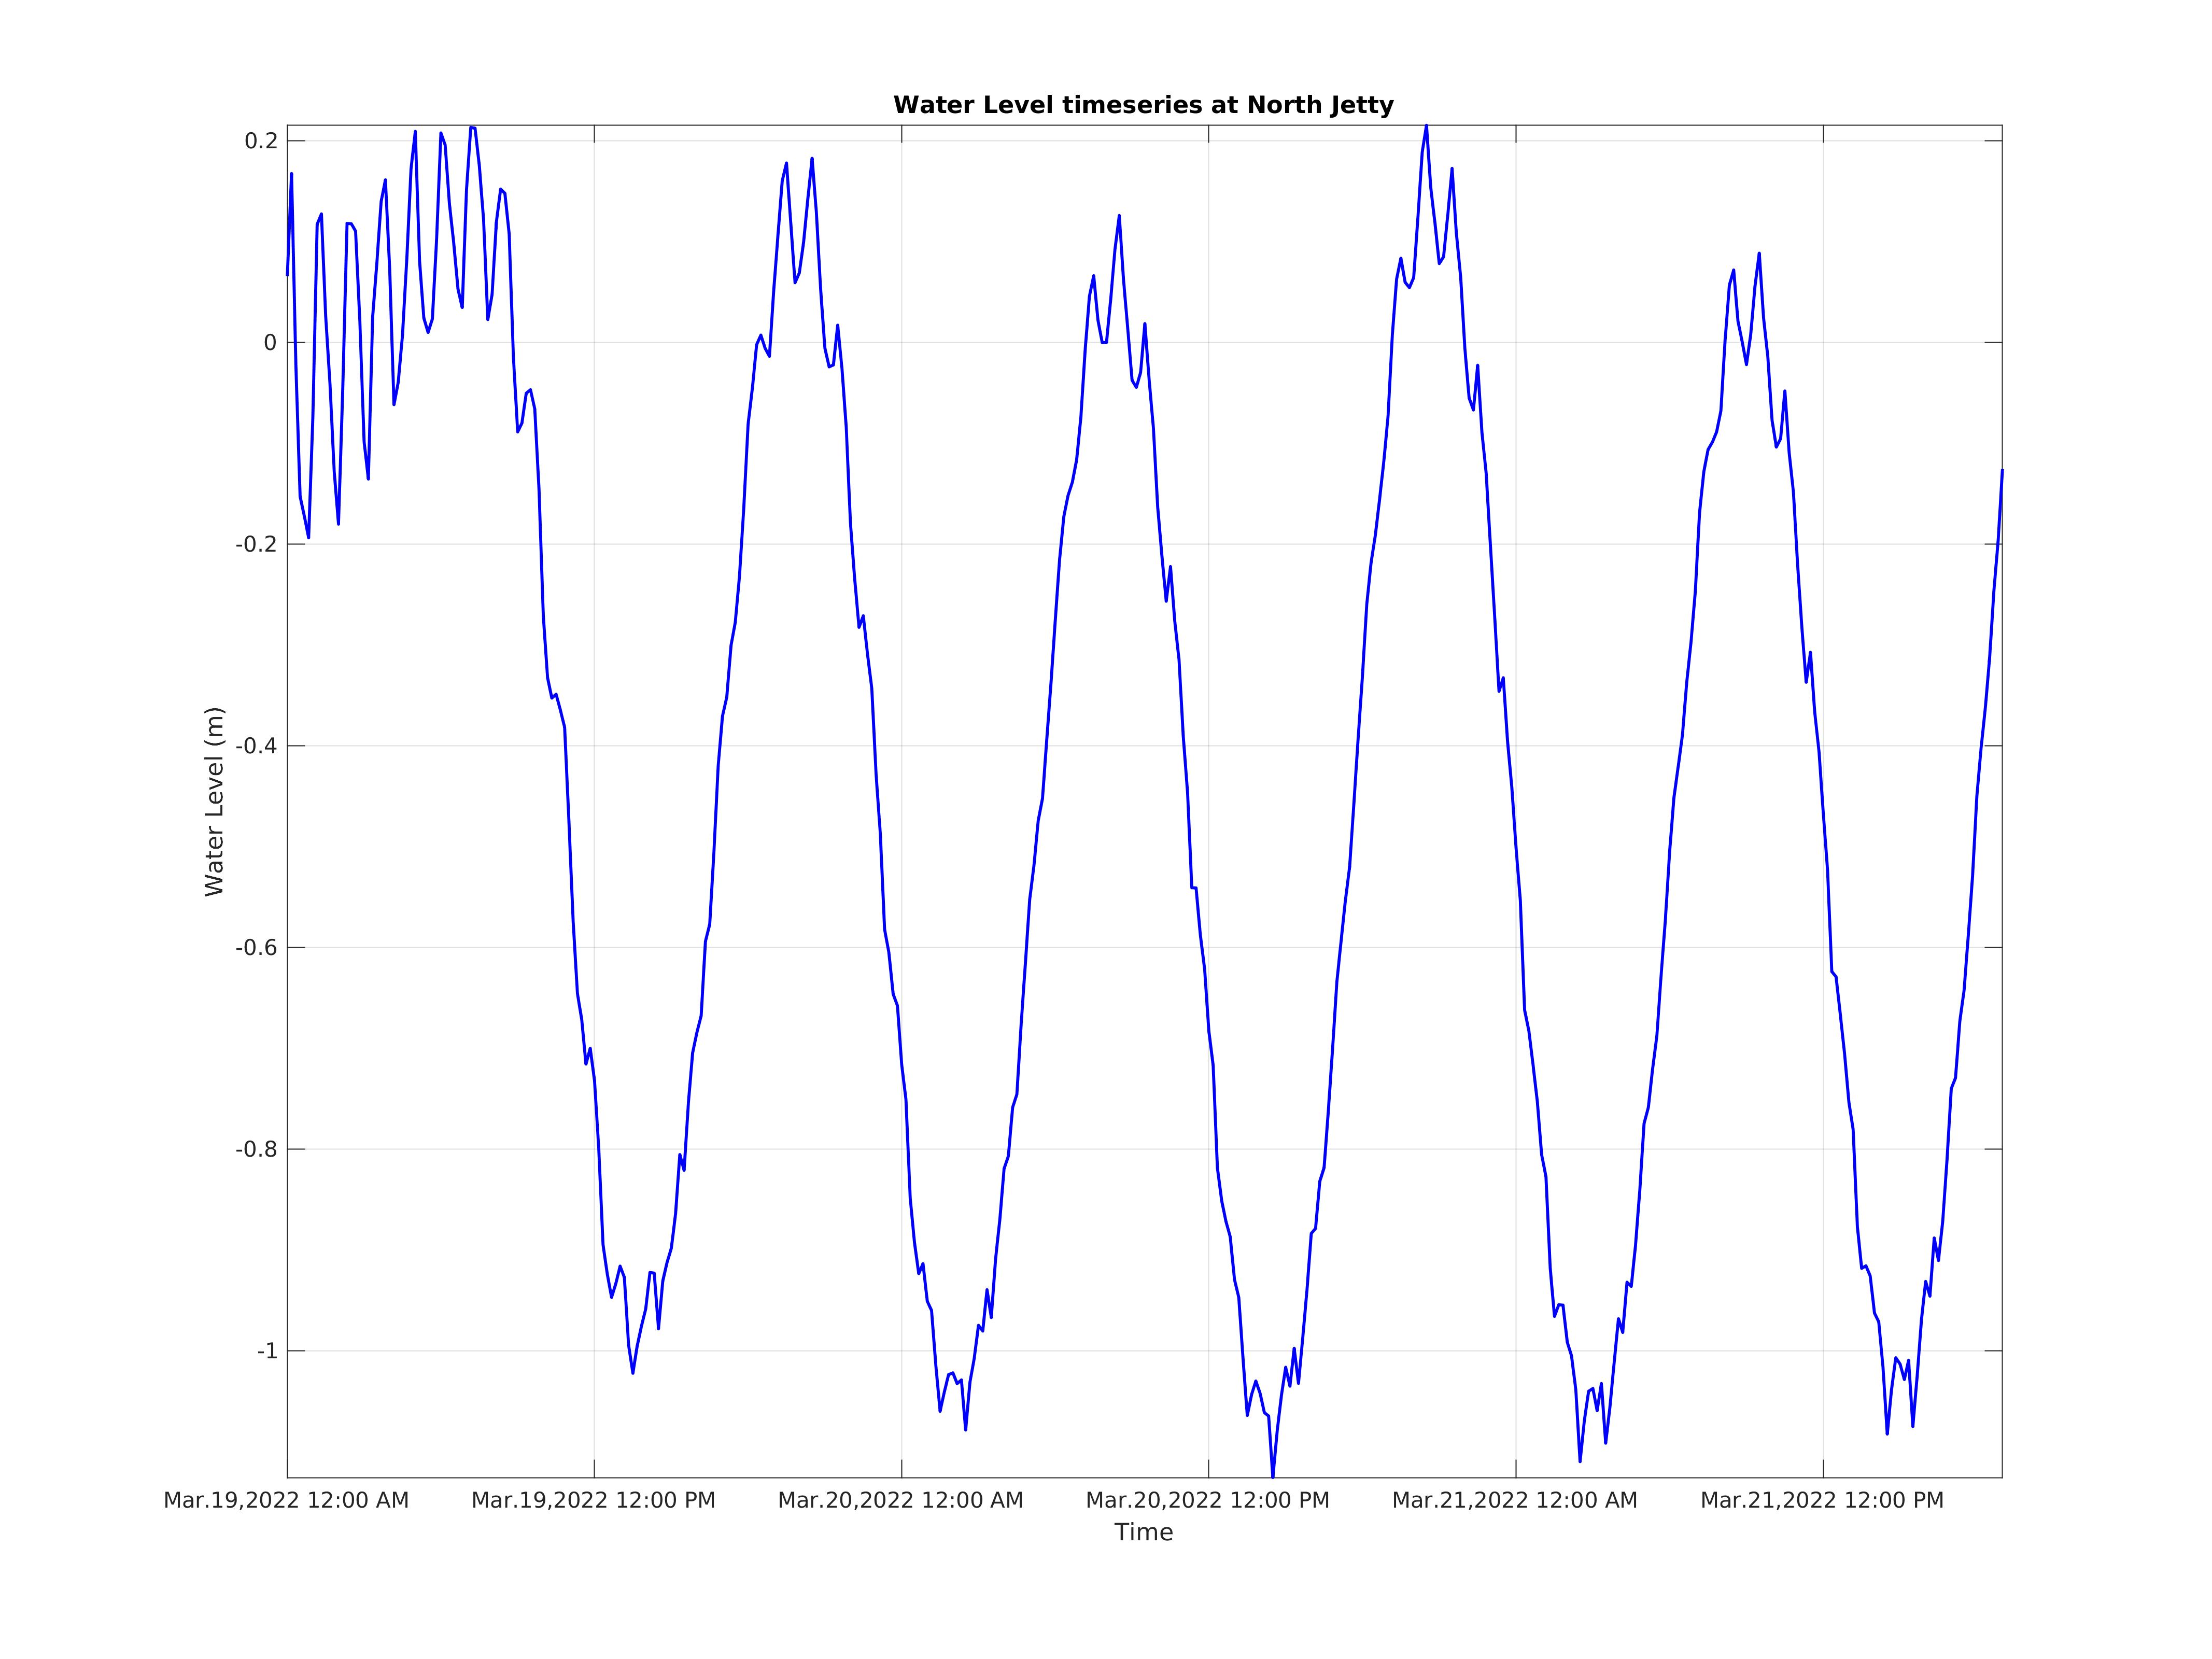 Water Level timeseries at North Jetty
0.2
0
-0.2
-0.4
-0.6
-0.8
-1
Water Level (m)
Mar.19,2022 12:00 AM
Mar.19,2022 12:00 PM
Mar.20,2022 12:00 AM
Mar.20,2022 12:00 PM
Mar.21,2022 12:00 AM
Mar.21,2022 12:00 PM
Time